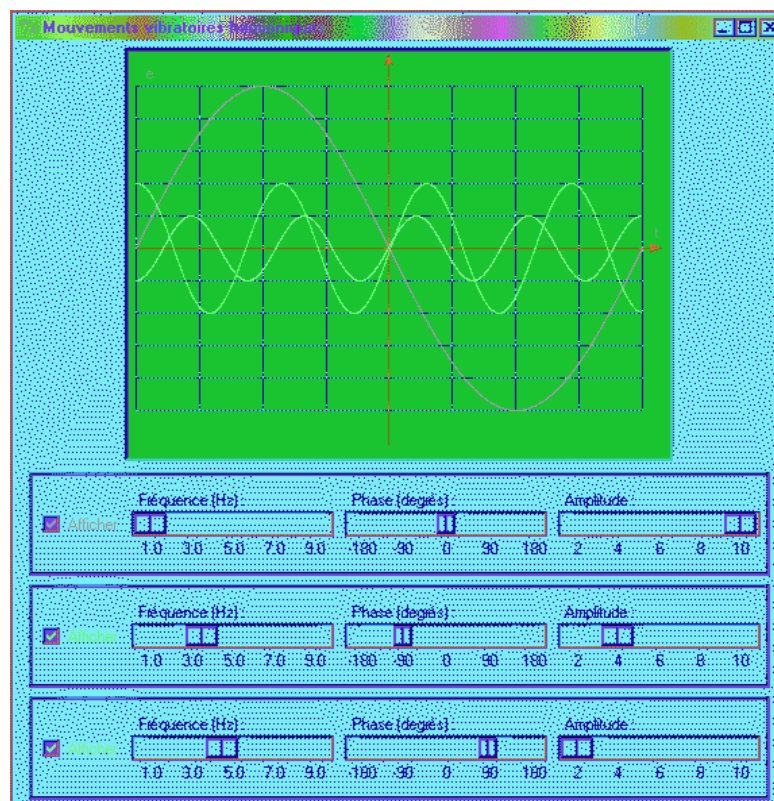 Mouvements vibratoires harmoniques
e
t
Fréquence (Hz) Phase (degrés) Amplitude
Afficher
1.0 3.0 5.0 7.0 9.0 -180 -90 0 90 180 2 4 6 8 10
Fréquence (Hz) Phase (degrés) Amplitude
Afficher
1.0 3.0 5.0 7.0 9.0 -180 -90 0 90 180 2 4 6 8 10
Fréquence (Hz) Phase (degrés) Amplitude
Afficher
1.0 3.0 5.0 7.0 9.0 -180 -90 0 90 180 2 4 6 8 10